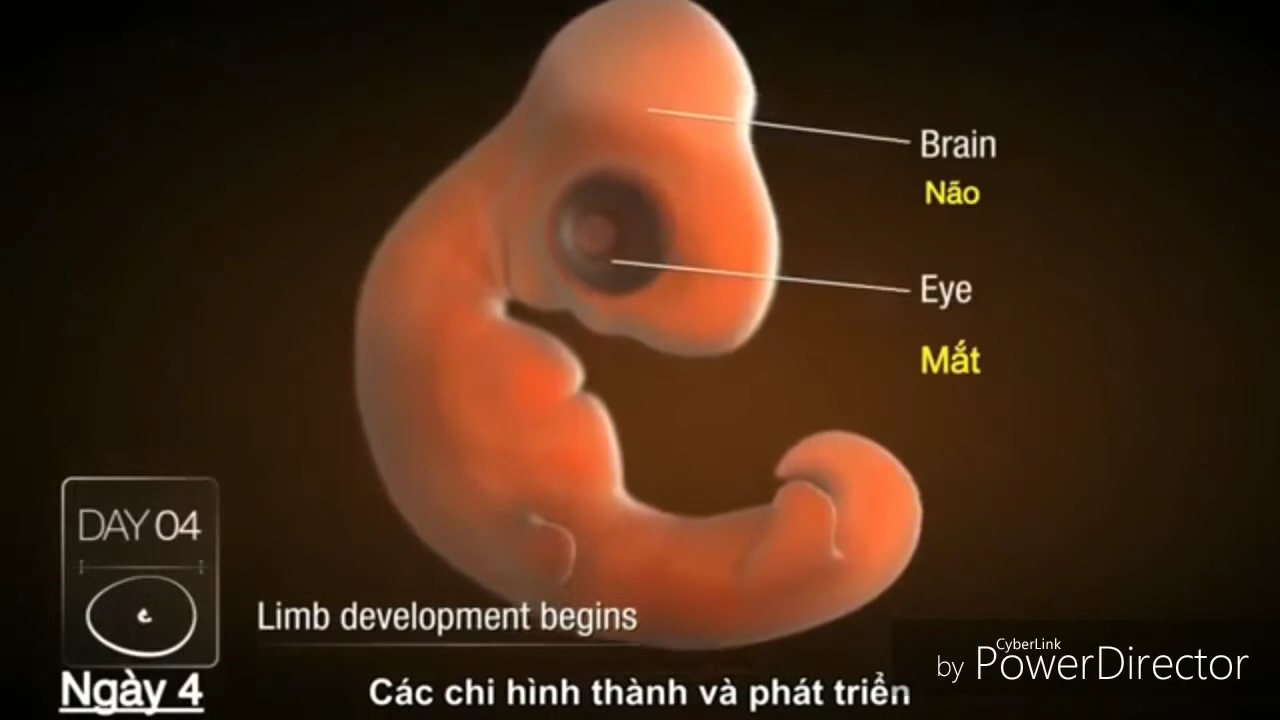 Brain
Não
Eye
Mắt
DAY 04
Limb development begins
Ngày 4
Các chi hình thành và phát triển
CyberLink
by PowerDirector